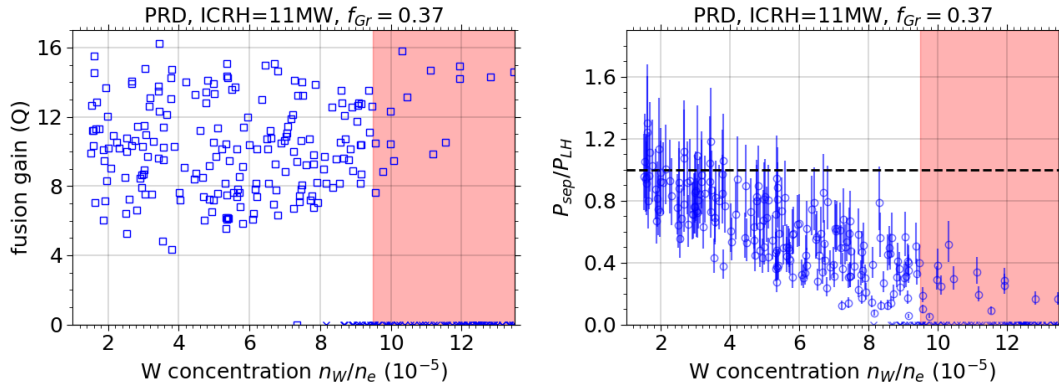 PRD, ICRH=11MW, f_Gr = 0.37
fusion gain (Q)
16
12
8
4
0
2 4 6 8 10 12
W concentration n_W/n_e (10^-5)
PRD, ICRH=11MW, f_Gr = 0.37
P_sep/P_LH
1.6
1.2
0.8
0.4
0.0
2 4 6 8 10 12
W concentration n_W/n_e (10^-5)